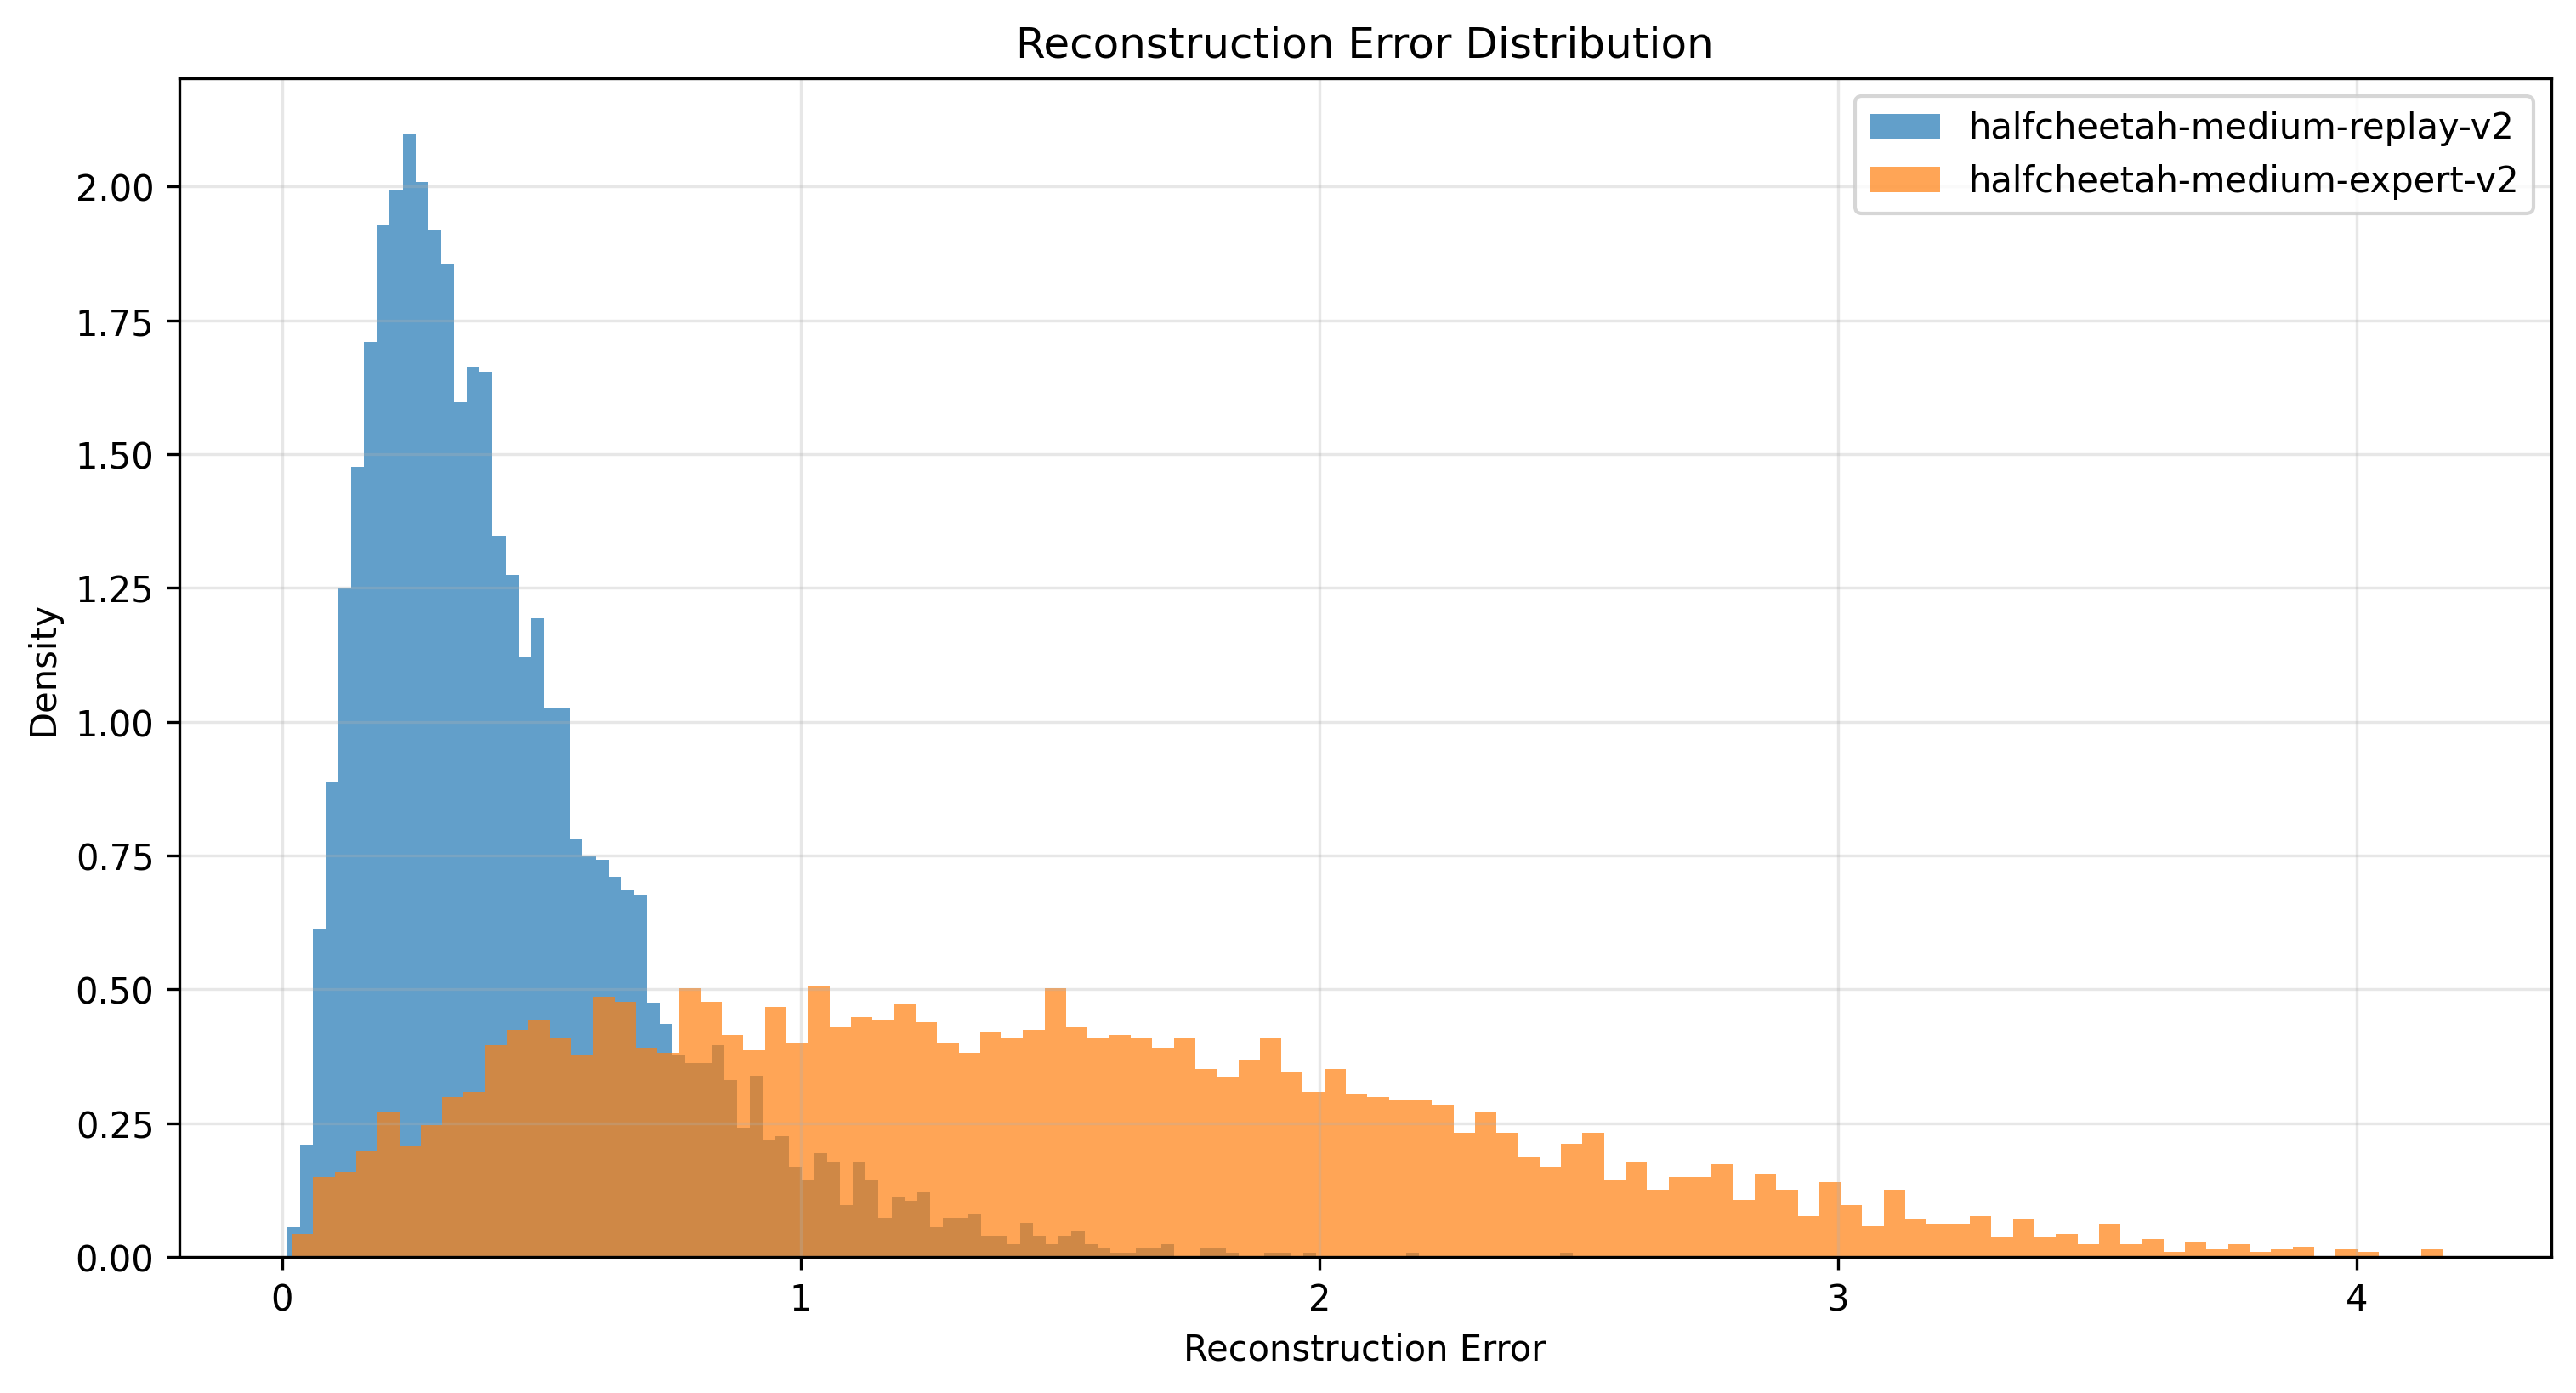 Reconstruction Error Distribution
halfcheetah-medium-replay-v2
halfcheetah-medium-expert-v2
Density
2.00
1.75
1.50
1.25
1.00
0.75
0.50
0.25
0.00
0 1 2 3 4
Reconstruction Error